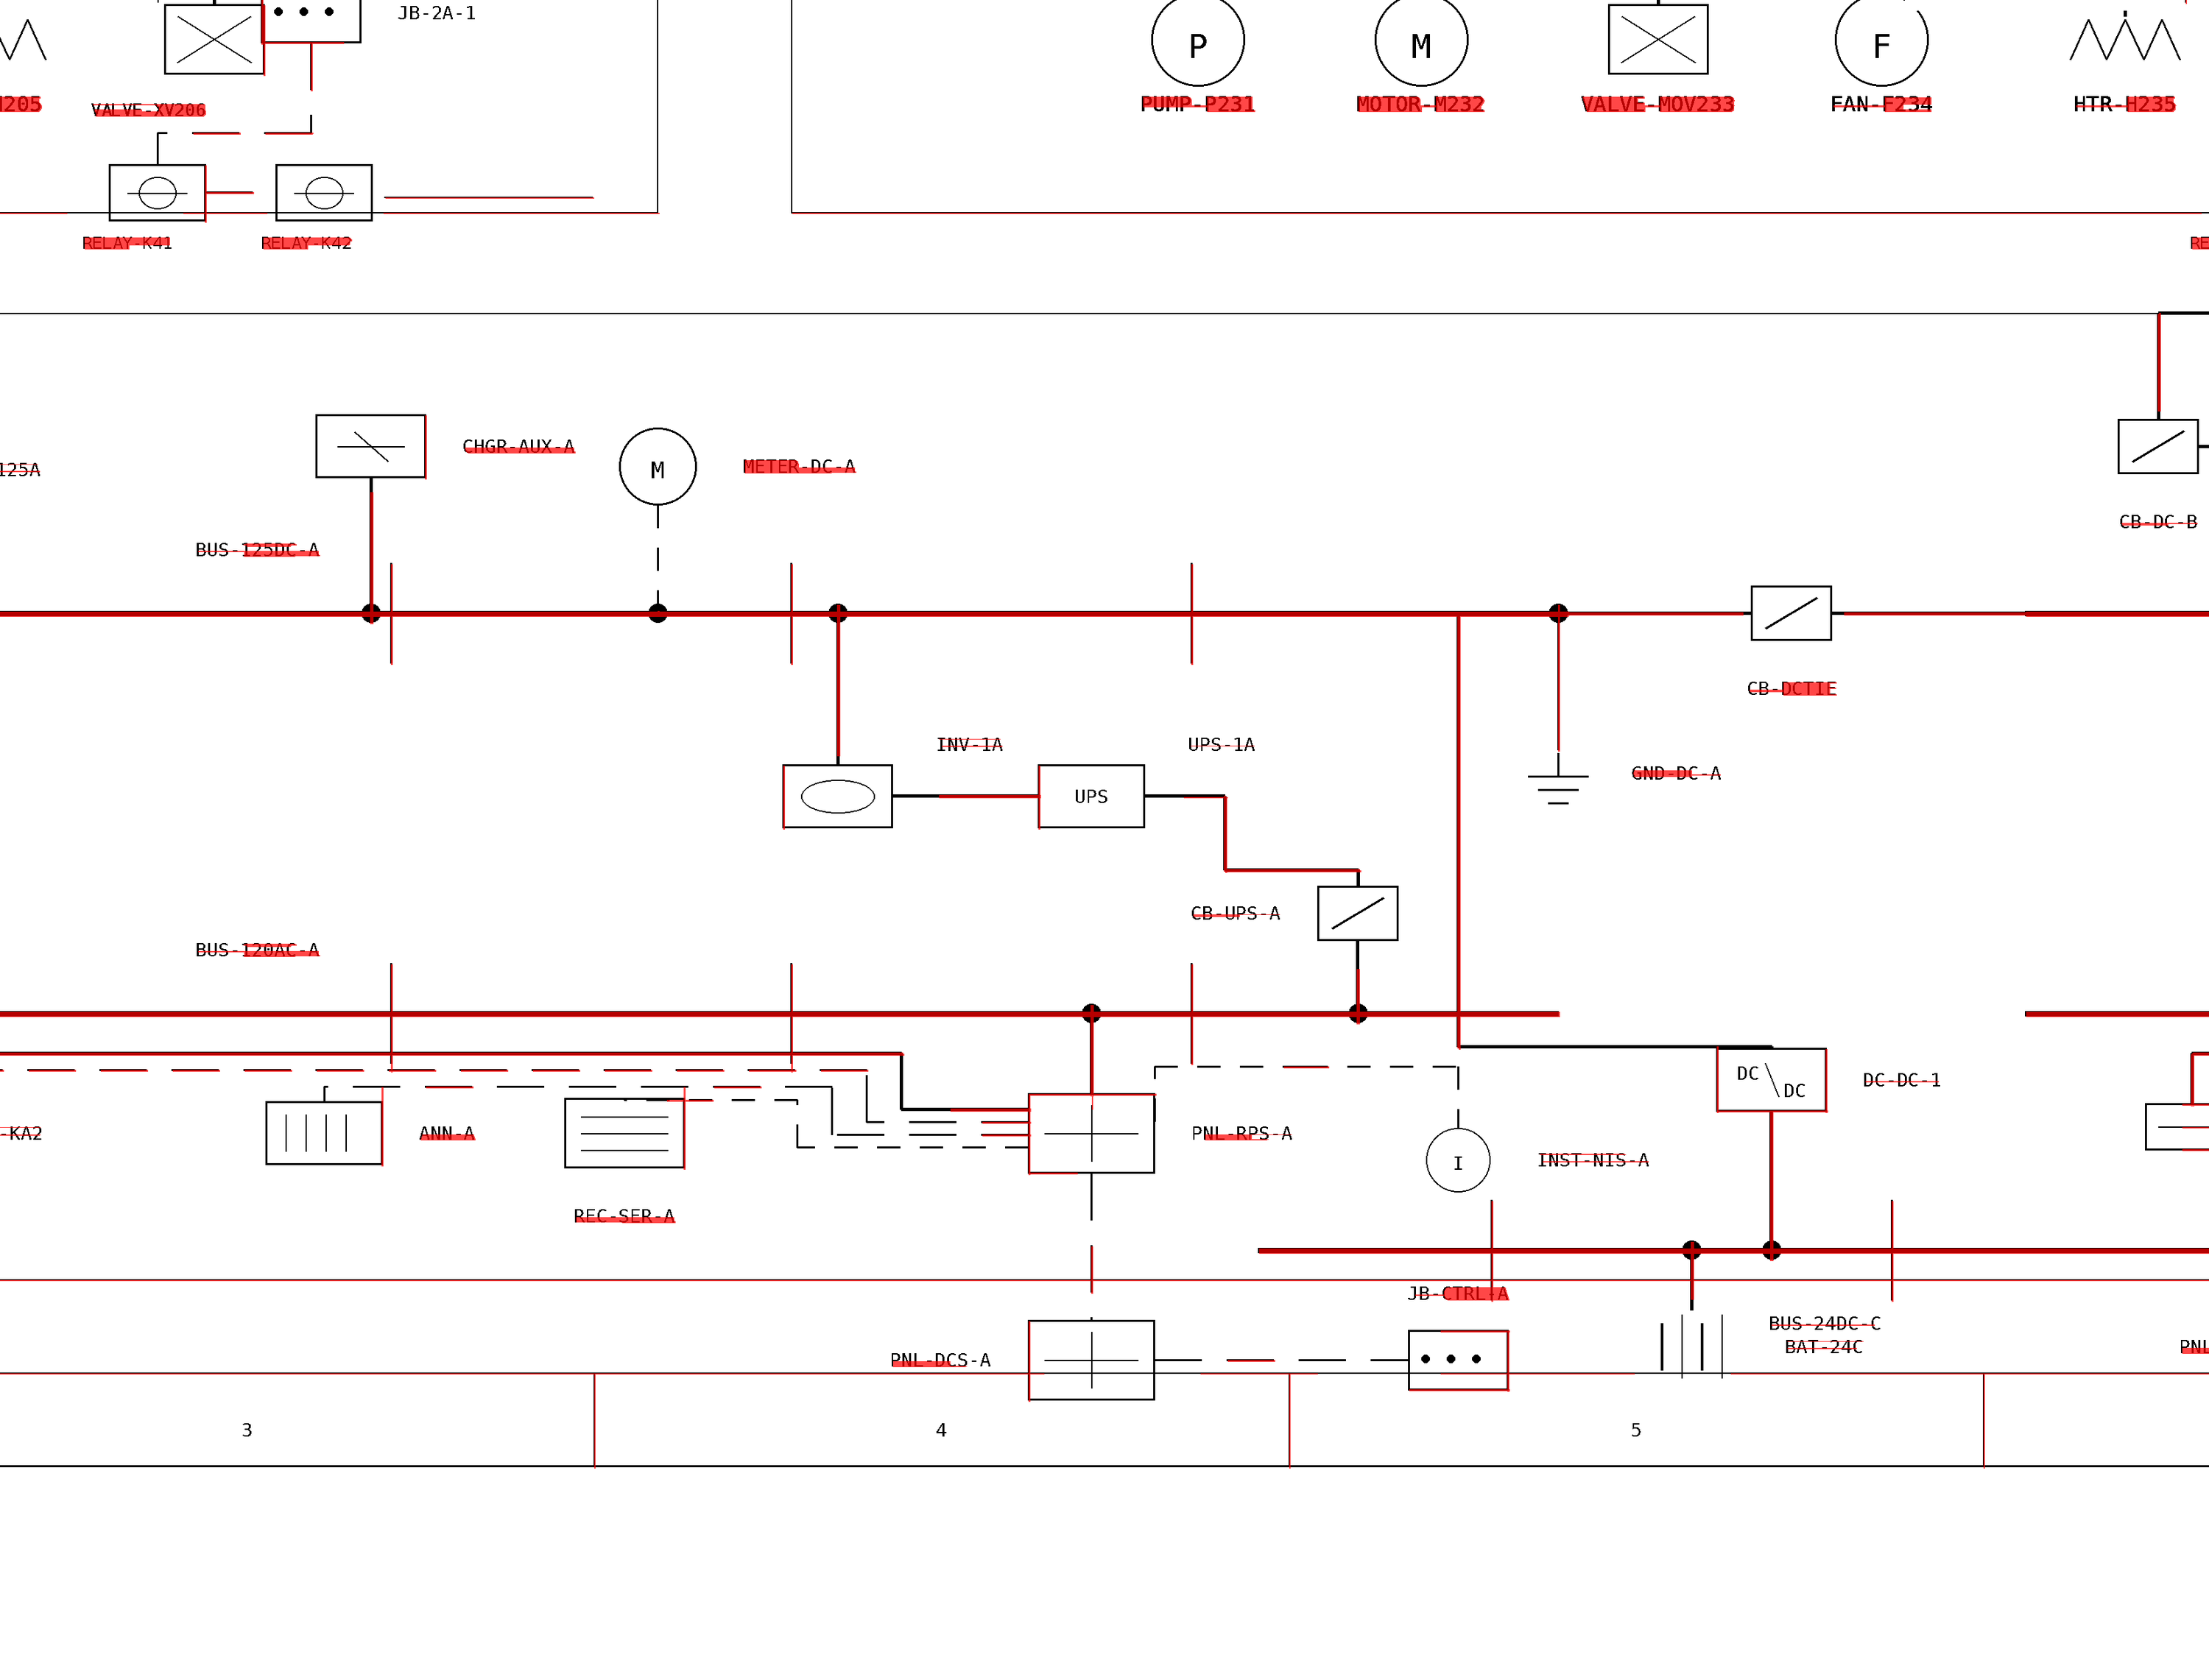 JB-2A-1
P
M
F
H205
VALVE-XV206
PUMP-P231
MOTOR-M232
VALVE-MOV233
FAN-F234
HTR-H235
RELAY-K41
RELAY-K42
RE
CHGR-AUX-A
M
METER-DC-A
125A
CB-DC-B
BUS-125DC-A
CB-DCTIE
INV-1A
UPS-1A
GND-DC-A
UPS
CB-UPS-A
BUS-120AC-A
DC
DC
DC-DC-1
-KA2
ANN-A
PNL-RPS-A
I
INST-NIS-A
REC-SER-A
JB-CTRL-A
BUS-24DC-C
BAT-24C
PNL
PNL-DCS-A
3
4
5